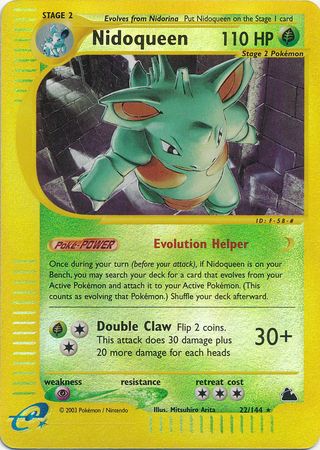 STAGE 2
Evolves from Nidorina Put Nidoqueen on the Stage 1 card
Nidoqueen 110 HP
Stage 2 Pokémon
ID: F-58-#
Poké-POWER Evolution Helper
Once during your turn (before your attack), if Nidoqueen is on your
Bench, you may search your deck for a card that evolves from your
Active Pokémon and attach it to your Active Pokémon. (This
counts as evolving that Pokémon.) Shuffle your deck afterward.
Double Claw Flip 2 coins.
This attack does 30 damage plus
20 more damage for each heads
30+
weakness resistance retreat cost
© 2003 Pokémon / Nintendo Illus. Mitsuhiro Arita 22/144 ★
e